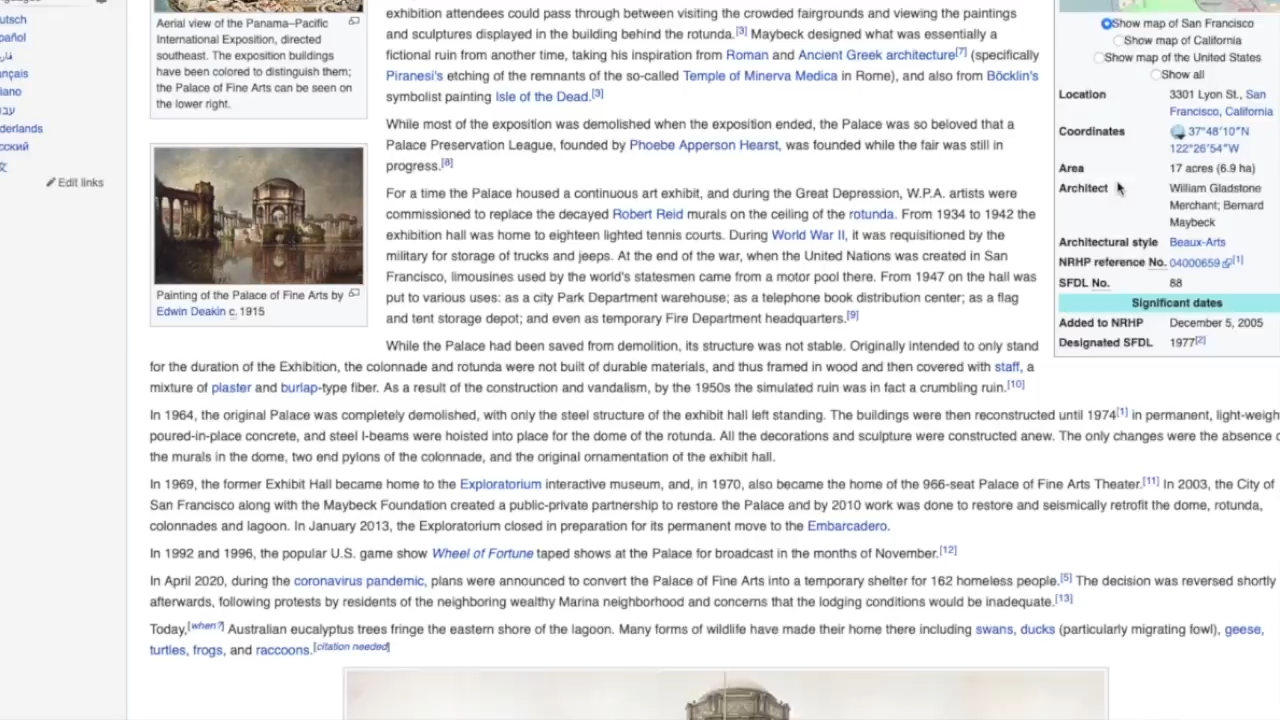 utsch
pañol
فار
ançais
iano
עבו
derlands
сский
文
Edit links
Aerial view of the Panama–Pacific
International Exposition, directed
southeast. The exposition buildings
have been colored to distinguish them;
the Palace of Fine Arts can be seen on
the lower right.
Painting of the Palace of Fine Arts by
Edwin Deakin c. 1915
exhibition attendees could pass through between visiting the crowded fairgrounds and viewing the paintings
and sculptures displayed in the building behind the rotunda.[3] Maybeck designed what was essentially a
fictional ruin from another time, taking his inspiration from Roman and Ancient Greek architecture[7] (specifically
Piranesi's etching of the remnants of the so-called Temple of Minerva Medica in Rome), and also from Böcklin's
symbolist painting Isle of the Dead.[3]
While most of the exposition was demolished when the exposition ended, the Palace was so beloved that a
Palace Preservation League, founded by Phoebe Apperson Hearst, was founded while the fair was still in
progress.[8]
For a time the Palace housed a continuous art exhibit, and during the Great Depression, W.P.A. artists were
commissioned to replace the decayed Robert Reid murals on the ceiling of the rotunda. From 1934 to 1942 the
exhibition hall was home to eighteen lighted tennis courts. During World War II, it was requisitioned by the
military for storage of trucks and jeeps. At the end of the war, when the United Nations was created in San
Francisco, limousines used by the world's statesmen came from a motor pool there. From 1947 on the hall was
put to various uses: as a city Park Department warehouse; as a telephone book distribution center; as a flag
and tent storage depot; and even as temporary Fire Department headquarters.[9]
While the Palace had been saved from demolition, its structure was not stable. Originally intended to only stand
for the duration of the Exhibition, the colonnade and rotunda were not built of durable materials, and thus framed in wood and then covered with staff, a
mixture of plaster and burlap-type fiber. As a result of the construction and vandalism, by the 1950s the simulated ruin was in fact a crumbling ruin.[10]
In 1964, the original Palace was completely demolished, with only the steel structure of the exhibit hall left standing. The buildings were then reconstructed until 1974[1] in permanent, light-weigh
poured-in-place concrete, and steel I-beams were hoisted into place for the dome of the rotunda. All the decorations and sculpture were constructed anew. The only changes were the absence o
the murals in the dome, two end pylons of the colonnade, and the original ornamentation of the exhibit hall.
In 1969, the former Exhibit Hall became home to the Exploratorium interactive museum, and, in 1970, also became the home of the 966-seat Palace of Fine Arts Theater.[11] In 2003, the City of
San Francisco along with the Maybeck Foundation created a public-private partnership to restore the Palace and by 2010 work was done to restore and seismically retrofit the dome, rotunda,
colonnades and lagoon. In January 2013, the Exploratorium closed in preparation for its permanent move to the Embarcadero.
In 1992 and 1996, the popular U.S. game show Wheel of Fortune taped shows at the Palace for broadcast in the months of November.[12]
In April 2020, during the coronavirus pandemic, plans were announced to convert the Palace of Fine Arts into a temporary shelter for 162 homeless people.[5] The decision was reversed shortly
afterwards, following protests by residents of the neighboring wealthy Marina neighborhood and concerns that the lodging conditions would be inadequate.[13]
Today,[when?] Australian eucalyptus trees fringe the eastern shore of the lagoon. Many forms of wildlife have made their home there including swans, ducks (particularly migrating fowl), geese,
turtles, frogs, and raccoons.[citation needed]
Show map of San Francisco
Show map of California
Show map of the United States
Show all
Location 3301 Lyon St., San
Francisco, California
Coordinates 37°48′10″N
122°26′54″W
Area 17 acres (6.9 ha)
Architect William Gladstone
Merchant; Bernard
Maybeck
Architectural style Beaux-Arts
NRHP reference No. 04000659[1]
SFDL No. 88
Significant dates
Added to NRHP December 5, 2005
Designated SFDL 1977[2]